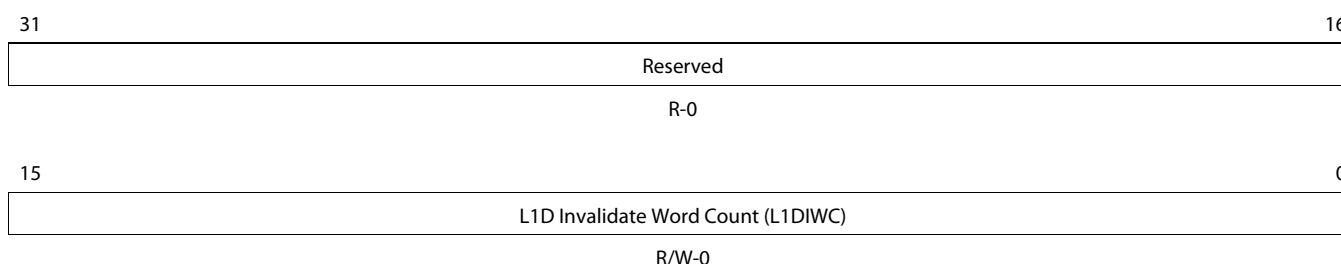 31 16
Reserved
R-0
15 0
L1D Invalidate Word Count (L1DIWC)
R/W-0